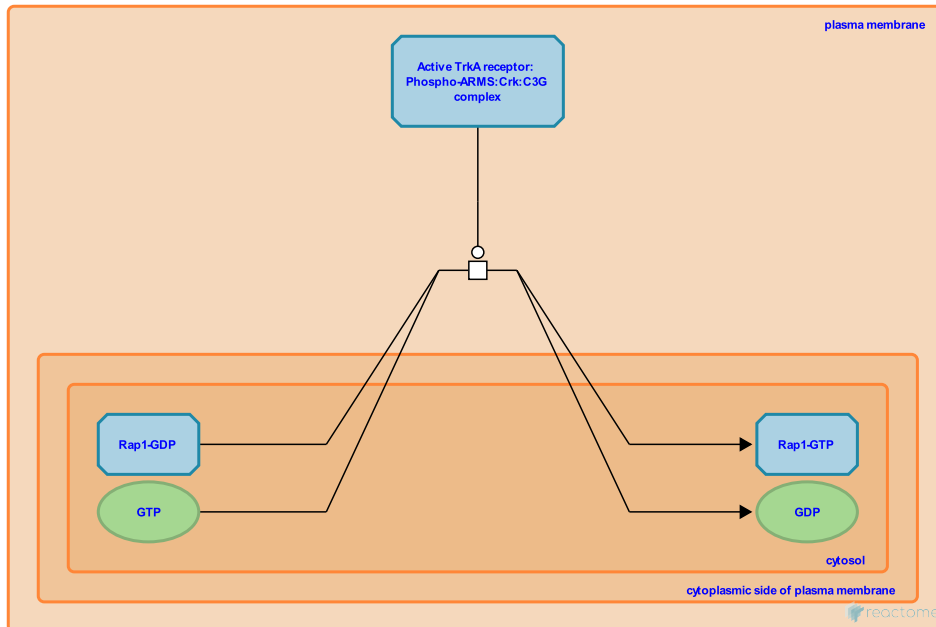 plasma membrane
Active TrkA receptor:
Phospho-ARMS:Crk:C3G
complex
Rap1-GDP
Rap1-GTP
GTP
GDP
cytosol
cytoplasmic side of plasma membrane
reactome